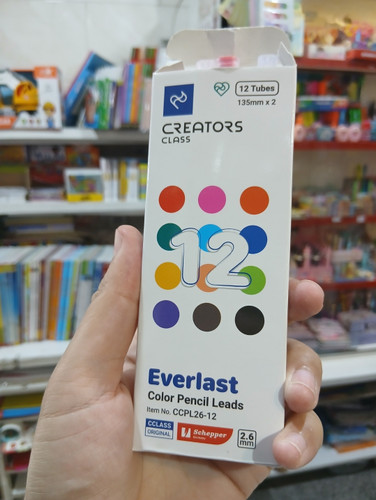 12 Tubes
135mm x 2
CREATORS
CLASS
12
Everlast
Color Pencil Leads
Item No. CCPL26-12
CCLASS
ORIGINAL
Schepper
2.6
mm